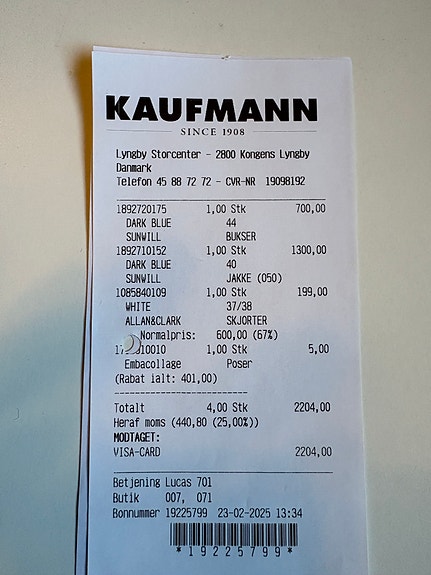 KAUFMANN
SINCE 1908
Lyngby Storcenter - 2800 Kongens Lyngby
Danmark
Telefon 45 88 72 72 - CVR-NR 19098192
1892720175 1,00 Stk 700,00
DARK BLUE 44
SUNWILL BUKSER
1892710152 1,00 Stk 1300,00
DARK BLUE 40
SUNWILL JAKKE (050)
1085840109 1,00 Stk 199,00
WHITE 37/38
ALLAN&CLARK SKJORTER
Normalpris: 600,00 (67%)
1,00 Stk 5,00
Embacollage Poser
(Rabat ialt: 401,00)
Totalt 4,00 Stk 2204,00
Heraf moms (440,80 (25,00%))
MODTAGET:
VISA-CARD 2204,00
Betjening Lucas 701
Butik 007, 071
Bonnummer 19225799 23-02-2025 13:34
*19225799*